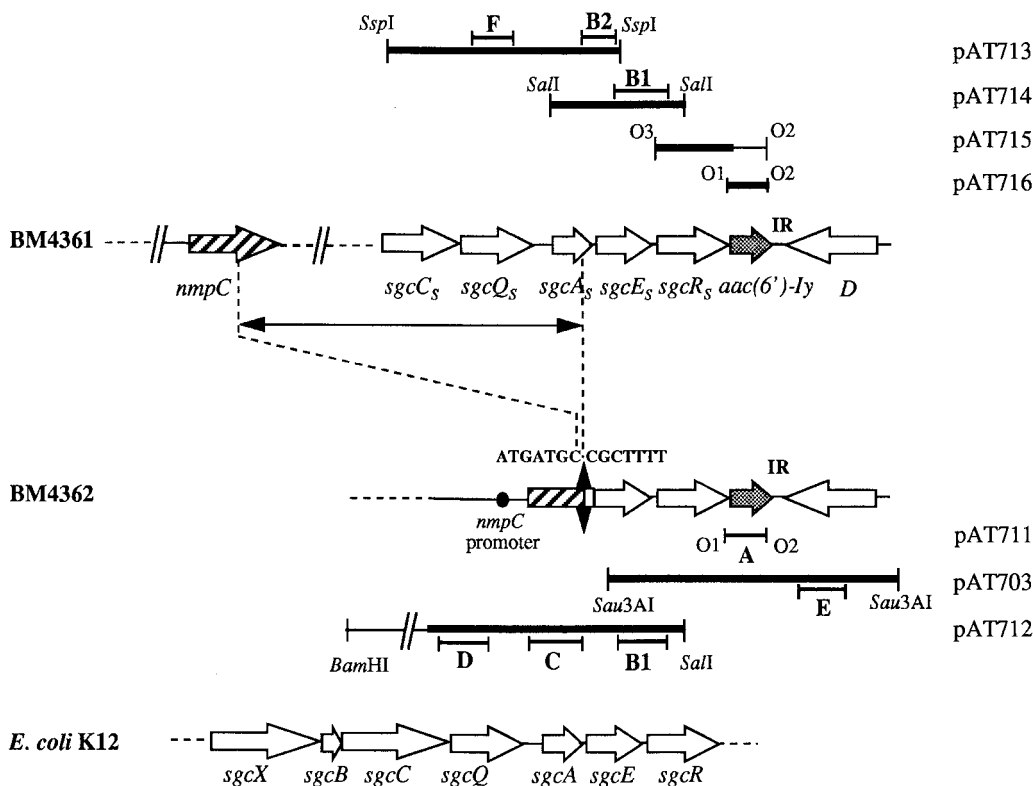 SspI F B2 SspI pAT713
SalI B1 SalI pAT714
O3 O2 pAT715
O1 O2 pAT716
BM4361 IR
nmpC sgcCs sgcQs sgcAs sgcEs sgcRs aac(6')-Iy D
ATGATGC CGCTTTT
BM4362 IR
nmpC promoter O1 A O2 pAT711
Sau3AI E Sau3AI pAT703
BamHI D C B1 SalI pAT712
E. coli K12
sgcX sgcB sgcC sgcQ sgcA sgcE sgcR